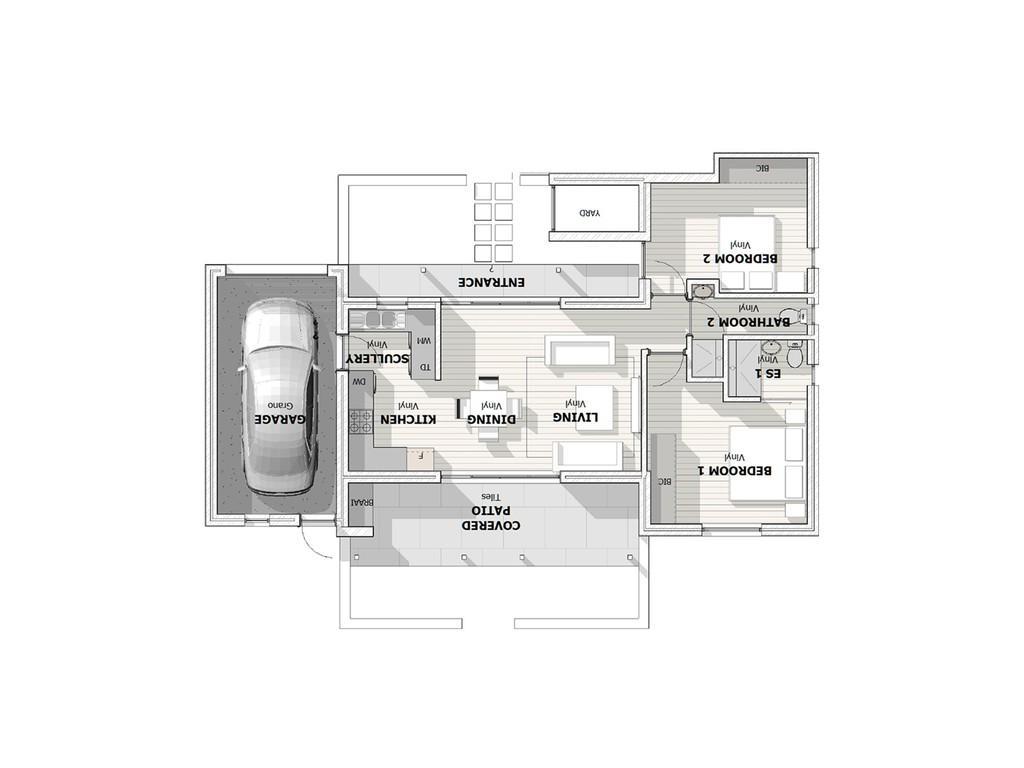 COVERED
PATIO
Tiles
BRAAI
BIC
BEDROOM 1
Vinyl
F
LIVING
Vinyl
DINING
Vinyl
KITCHEN
Vinyl
GARAGE
Grano
DW
ES 1
Vinyl
TD
SCULLERY
Vinyl
WM
BATHROOM 2
Vinyl
ENTRANCE
?
BEDROOM 2
Vinyl
YARD
BIC